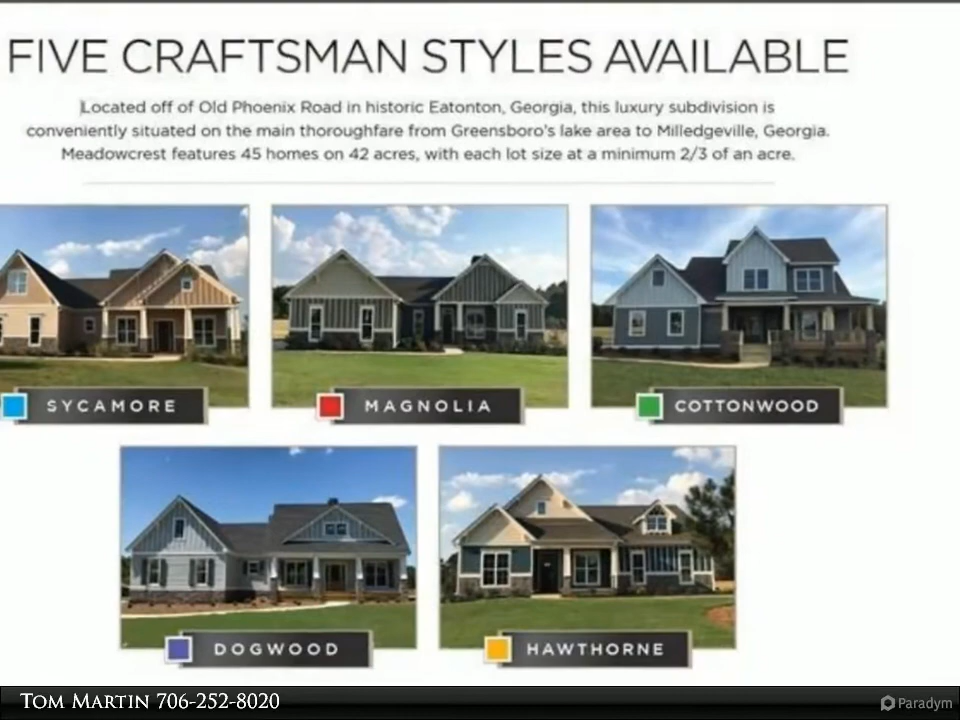 FIVE CRAFTSMAN STYLES AVAILABLE
Located off of Old Phoenix Road in historic Eatonton, Georgia, this luxury subdivision is
conveniently situated on the main thoroughfare from Greensboro's lake area to Milledgeville, Georgia.
Meadowcrest features 45 homes on 42 acres, with each lot size at a minimum 2/3 of an acre.
SYCAMORE
MAGNOLIA
COTTONWOOD
DOGWOOD
HAWTHORNE
TOM MARTIN 706-252-8020
Paradym